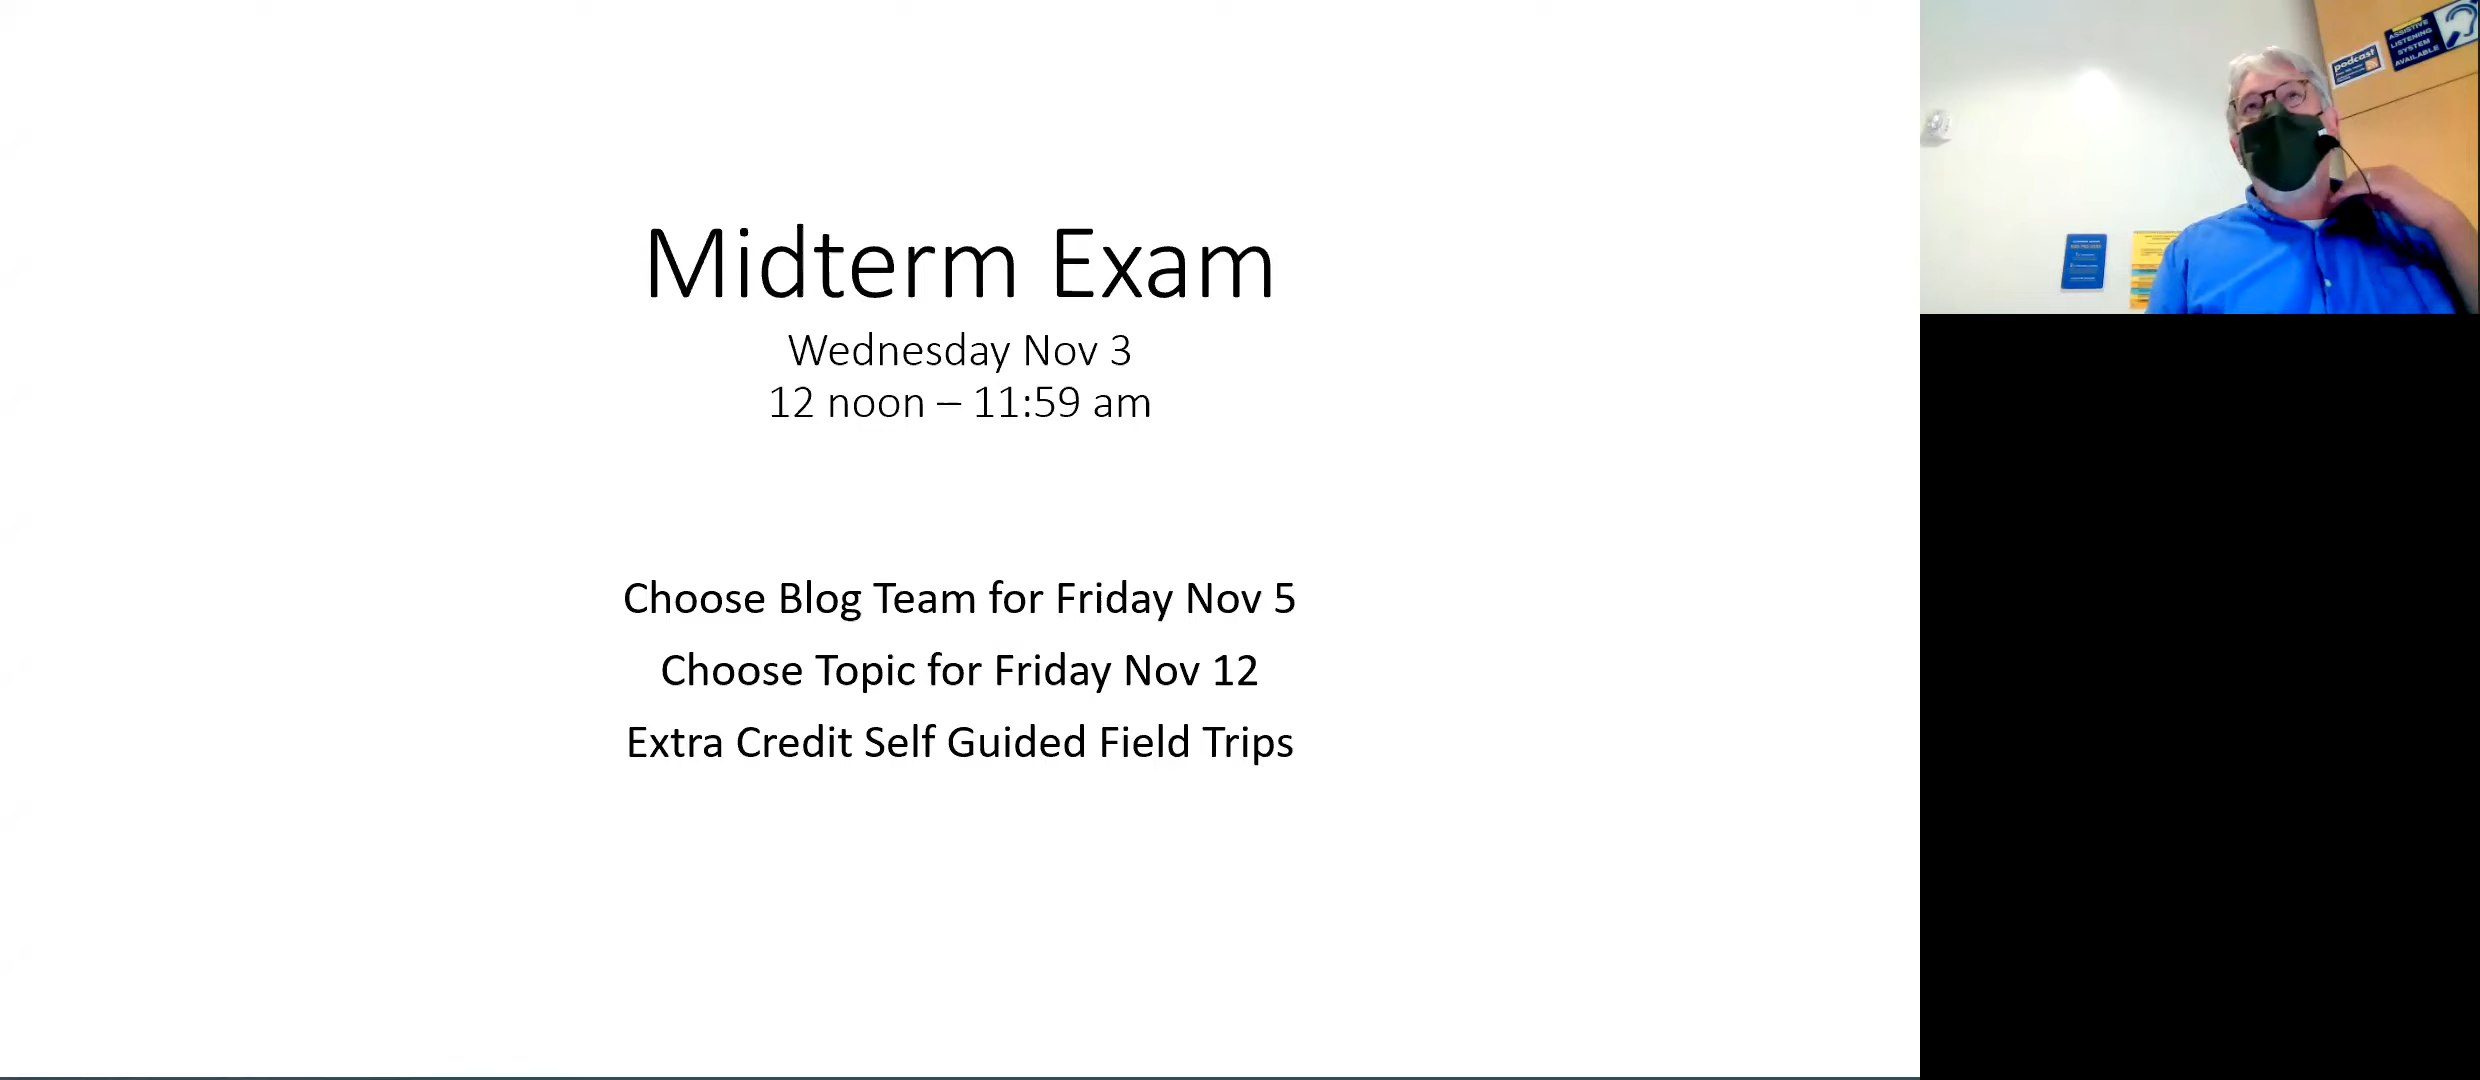 Midterm Exam
Wednesday Nov 3
12 noon – 11:59 am
Choose Blog Team for Friday Nov 5
Choose Topic for Friday Nov 12
Extra Credit Self Guided Field Trips
podcast
ASSISTIVE
LISTENING
SYSTEM
AVAILABLE